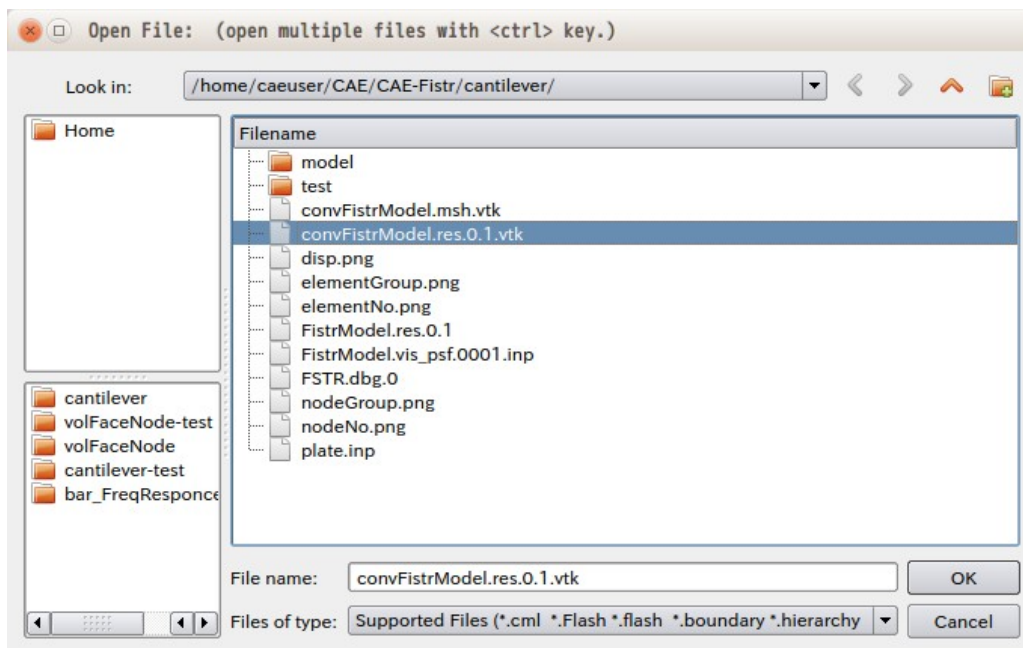 Open File: (open multiple files with <ctrl> key.)
Look in: /home/caeuser/CAE/CAE-Fistr/cantilever/
Home
Filename
model
test
convFistrModel.msh.vtk
convFistrModel.res.0.1.vtk
disp.png
elementGroup.png
elementNo.png
FistrModel.res.0.1
FistrModel.vis_psf.0001.inp
FSTR.dbg.0
nodeGroup.png
nodeNo.png
plate.inp
cantilever
volFaceNode-test
volFaceNode
cantilever-test
bar_FreqResponce
File name: convFistrModel.res.0.1.vtk OK
Files of type: Supported Files (*.cml *.Flash *.flash *.boundary *.hierarchy Cancel